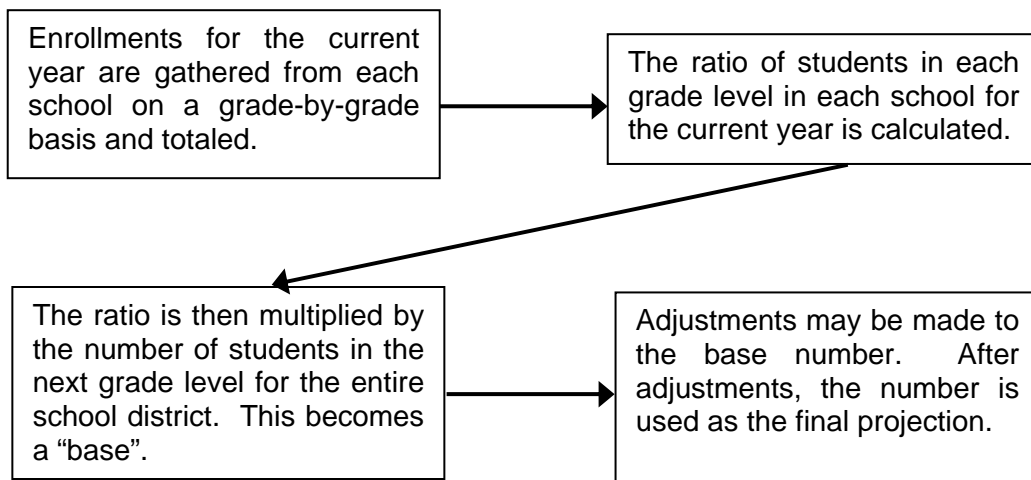 Enrollments for the current
year are gathered from each
school on a grade-by-grade
basis and totaled.
The ratio of students in each
grade level in each school for
the current year is calculated.
The ratio is then multiplied by
the number of students in the
next grade level for the entire
school district. This becomes
a “base”.
Adjustments may be made to
the base number. After
adjustments, the number is
used as the final projection.